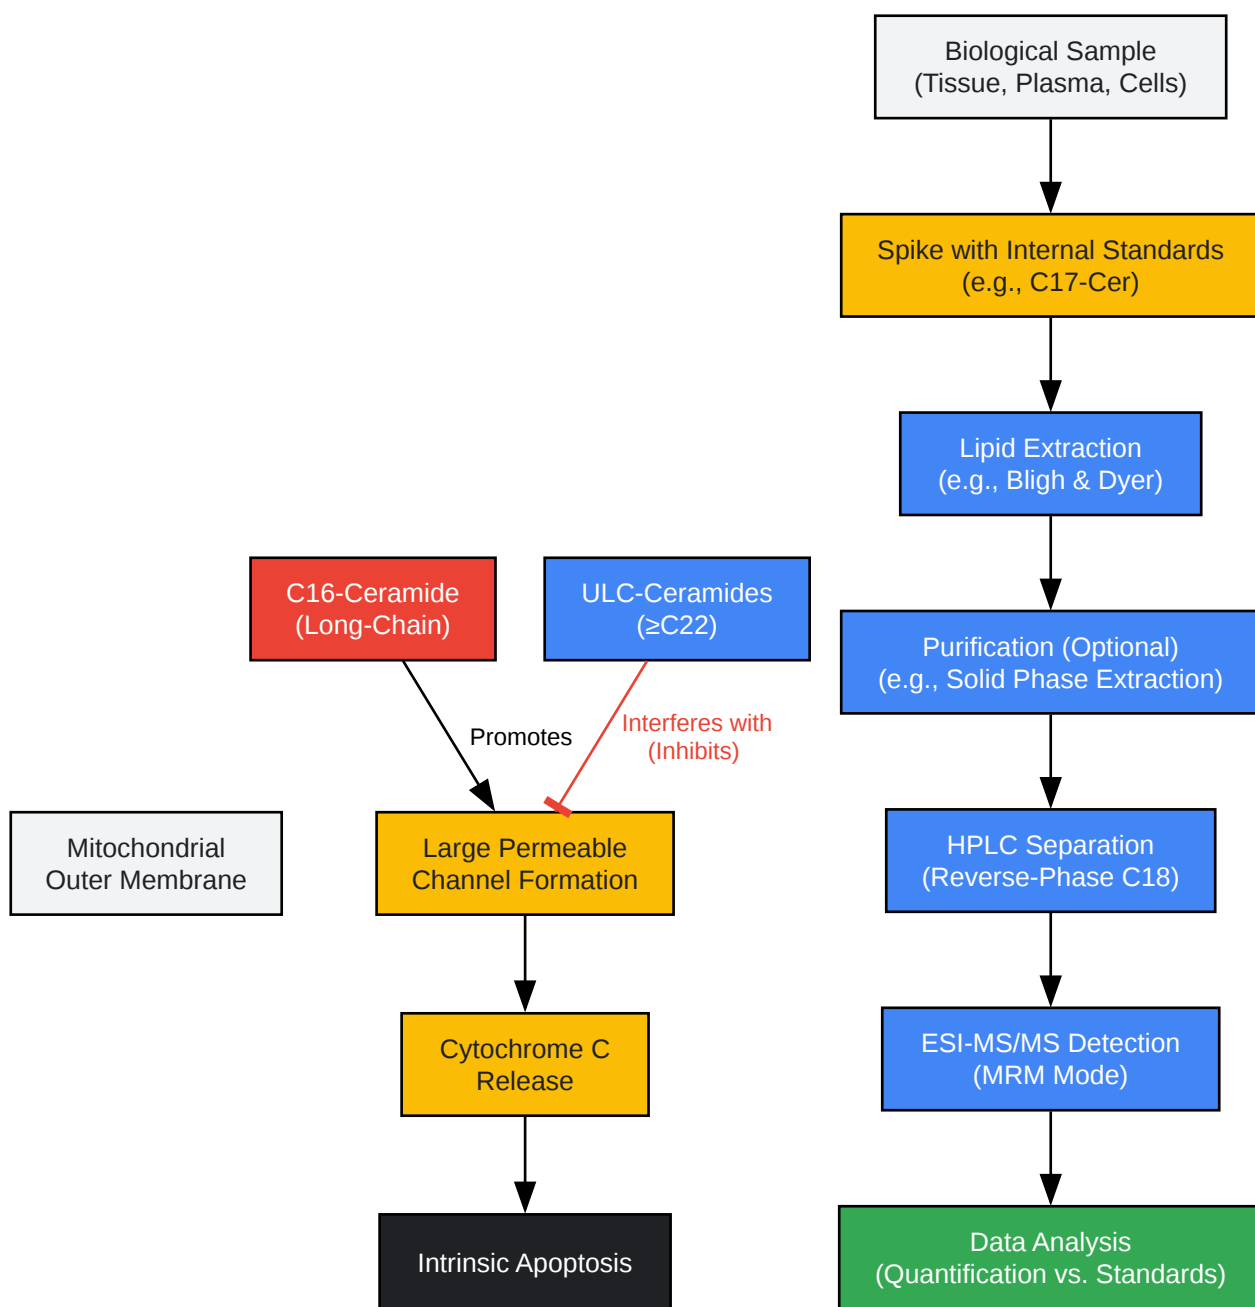 Biological Sample
(Tissue, Plasma, Cells)
Spike with Internal Standards
(e.g., C17-Cer)
Lipid Extraction
(e.g., Bligh & Dyer)
C16-Ceramide
(Long-Chain)
ULC-Ceramides
(≥C22)
Purification (Optional)
(e.g., Solid Phase Extraction)
Promotes
Interferes with
(Inhibits)
Mitochondrial
Outer Membrane
Large Permeable
Channel Formation
HPLC Separation
(Reverse-Phase C18)
Cytochrome C
Release
ESI-MS/MS Detection
(MRM Mode)
Intrinsic Apoptosis
Data Analysis
(Quantification vs. Standards)